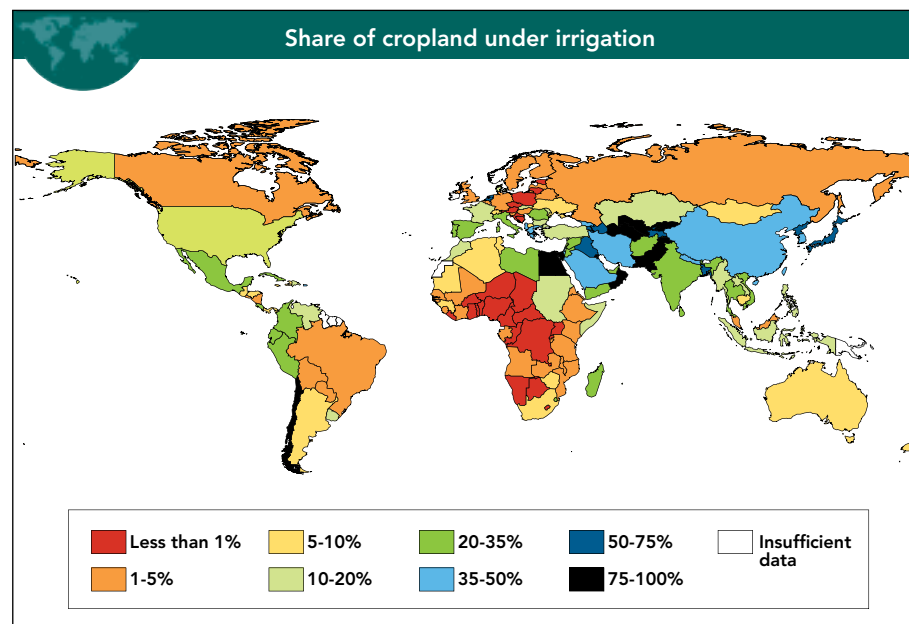 Share of cropland under irrigation
Less than 1%
5-10%
20-35%
50-75%
Insufficient
data
1-5%
10-20%
35-50%
75-100%